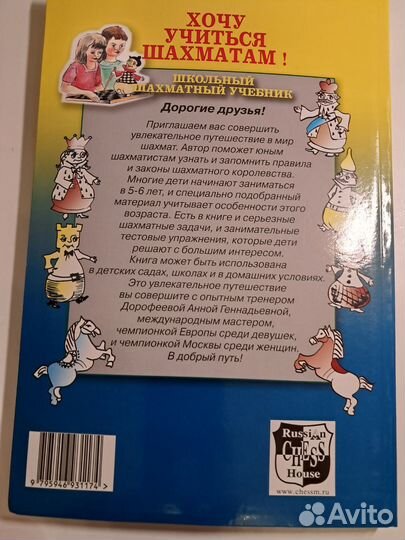 ХОЧУ
УЧИТЬСЯ
ШАХМАТАМ !
ШКОЛЬНЫЙ
ШАХМАТНЫЙ УЧЕБНИК
Дорогие друзья!
Приглашаем вас совершить
увлекательное путешествие в мир
шахмат. Автор поможет юным
шахматистам узнать и запомнить правила
и законы шахматного королевства.
Многие дети начинают заниматься
в 5-6 лет, и специально подобранный
материал учитывает особенности этого
возраста. Есть в книге и серьезные
шахматные задачи, и занимательные
тестовые упражнения, которые дети
решают с большим интересом.
Книга может быть использована
в детских садах, школах и в домашних условиях.
Это увлекательное путешествие
вы совершите с опытным тренером
Дорофеевой Анной Геннадьевной,
международным мастером,
чемпионкой Европы среди девушек,
и чемпионкой Москвы среди женщин.
В добрый путь!
9 795946 931174 >
Russian
CHESS
House
www.chessm.ru
Avito